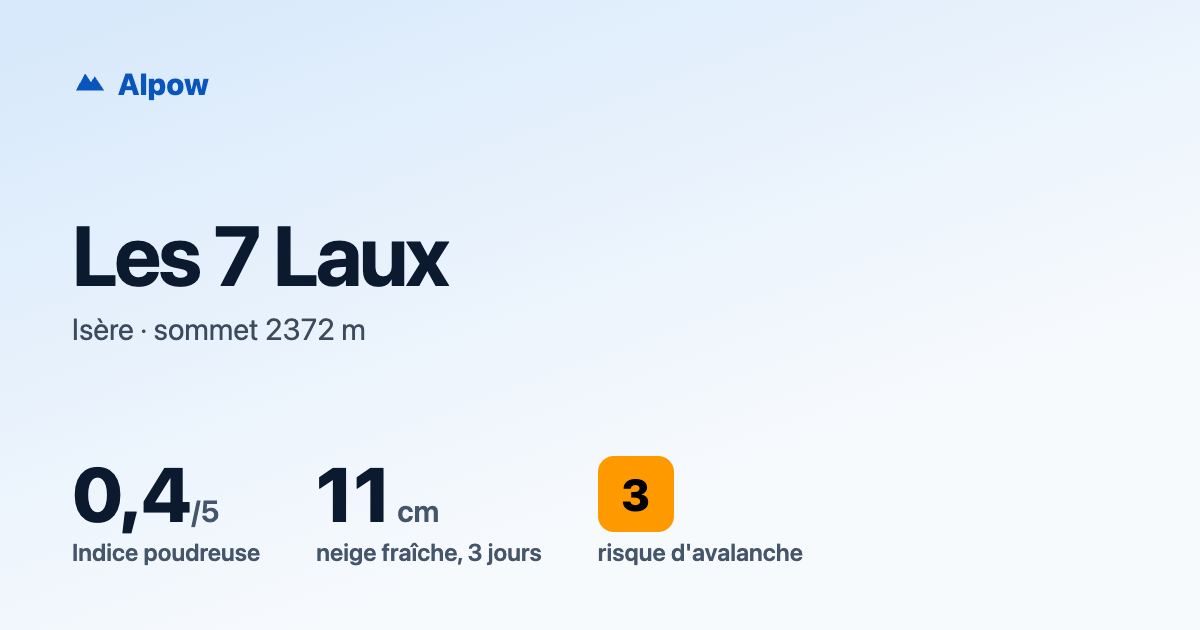 Alpow
Les 7 Laux
Isère · sommet 2372 m
0,4/5
Indice poudreuse
11 cm
neige fraîche, 3 jours
3
risque d'avalanche